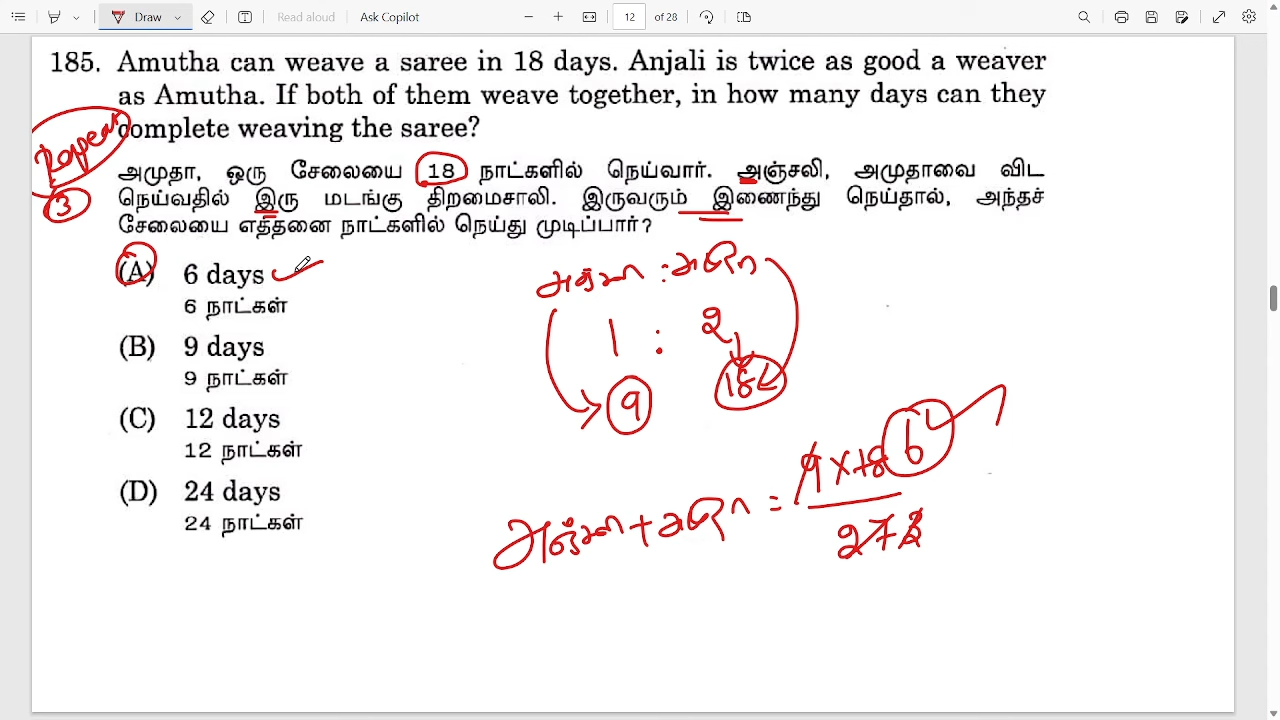 Draw
Read aloud
Ask Copilot
12 of 28
185. Amutha can weave a saree in 18 days. Anjali is twice as good a weaver
as Amutha. If both of them weave together, in how many days can they
complete weaving the saree?
அமுதா, ஒரு சேலையை 18 நாட்களில் நெய்வார். அஞ்சலி, அமுதாவை விட
நெய்வதில் இரு மடங்கு திறமைசாலி. இருவரும் இணைந்து நெய்தால், அந்தச்
சேலையை எத்தனை நாட்களில் நெய்து முடிப்பார்?
3
(A) 6 days
6 நாட்கள்
(B) 9 days
9 நாட்கள்
(C) 12 days
12 நாட்கள்
(D) 24 days
24 நாட்கள்
1 : 2
9 18
= 9 x 18 6
27 3